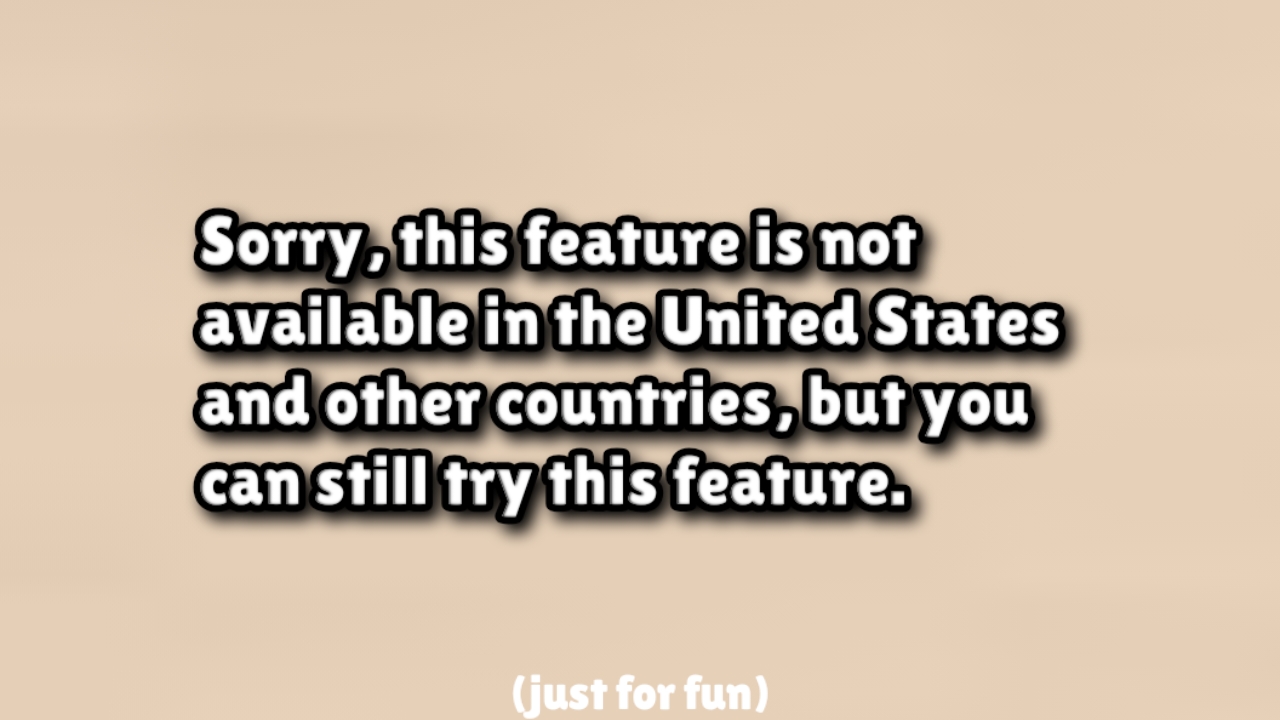 Sorry, this feature is not
available in the United States
and other countries, but you
can still try this feature.
(just for fun)